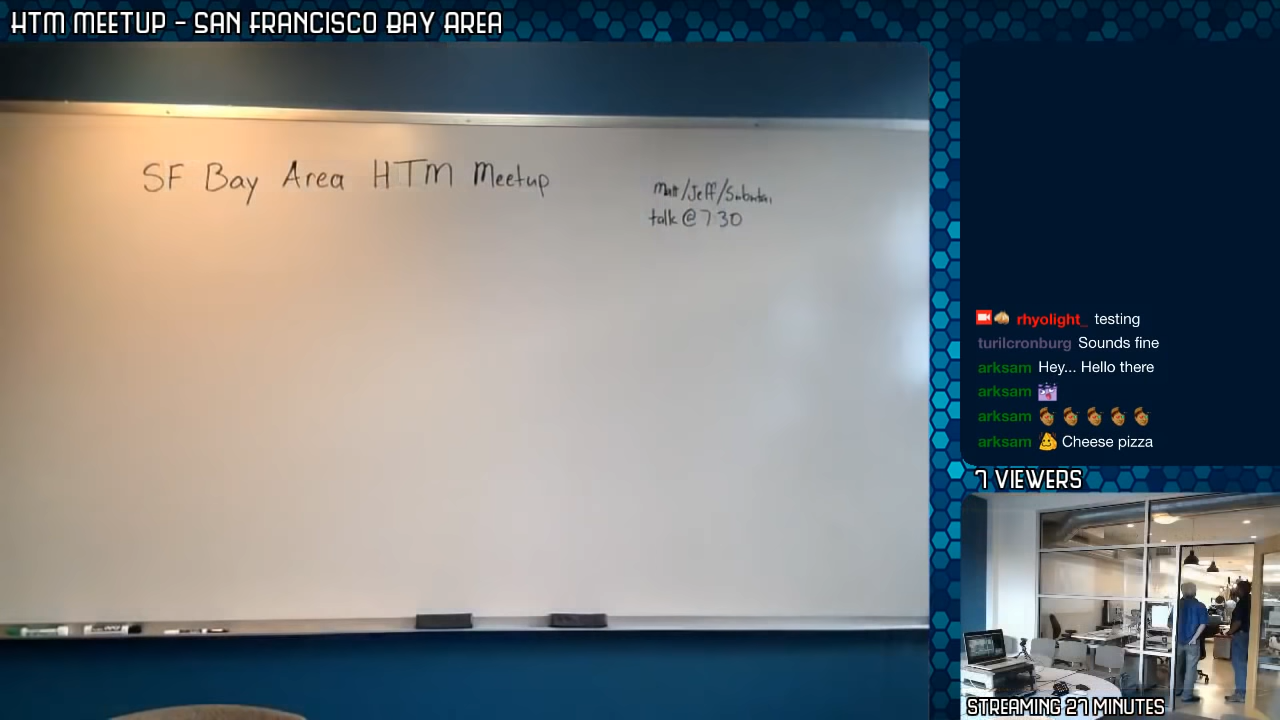 HTM MEETUP - SAN FRANCISCO BAY AREA
SF Bay Area HTM Meetup
Matt/Jeff/Subutai
talk @ 7 30
rhyolight_ testing
turilcronburg Sounds fine
arksam Hey... Hello there
arksam
arksam
arksam Cheese pizza
7 VIEWERS
STREAMING 27 MINUTES